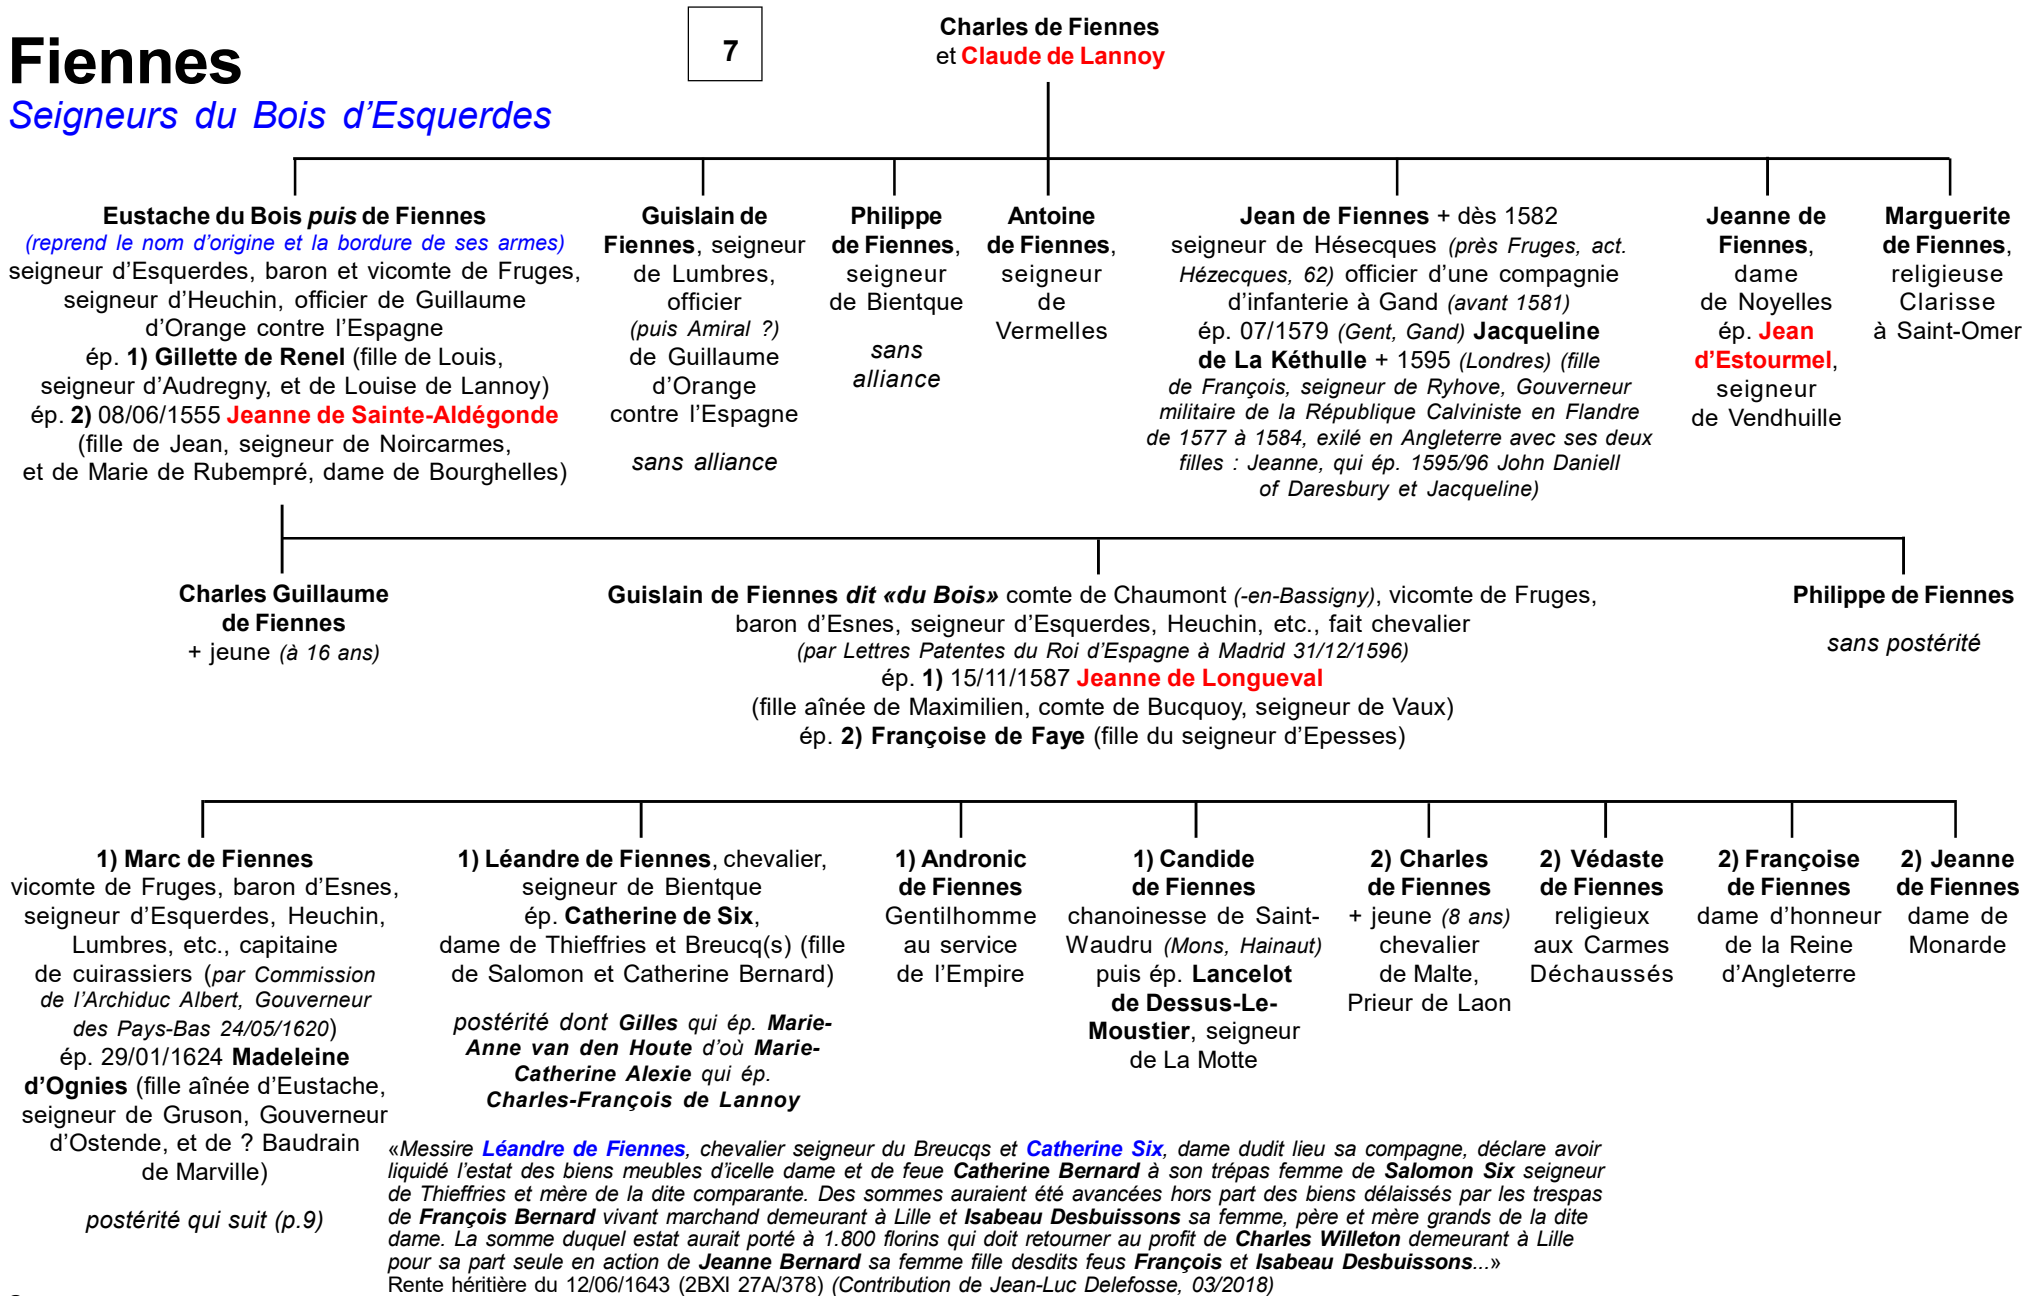 Fiennes
Seigneurs du Bois d’Esquerdes
7
Charles de Fiennes
et Claude de Lannoy
Eustache du Bois puis de Fiennes
(reprend le nom d’origine et la bordure de ses armes)
seigneur d’Esquerdes, baron et vicomte de Fruges,
seigneur d’Heuchin, officier de Guillaume
d’Orange contre l’Espagne
ép. 1) Gillette de Renel (fille de Louis,
seigneur d’Audregny, et de Louise de Lannoy)
ép. 2) 08/06/1555 Jeanne de Sainte-Aldégonde
(fille de Jean, seigneur de Noircarmes,
et de Marie de Rubempré, dame de Bourghelles)
Guislain de
Fiennes, seigneur
de Lumbres,
officier
(puis Amiral ?)
de Guillaume
d’Orange
contre l’Espagne
sans alliance
Philippe
de Fiennes,
seigneur
de Bientque
sans
alliance
Antoine
de Fiennes,
seigneur
de
Vermelles
Jean de Fiennes + dès 1582
seigneur de Hésecques (près Fruges, act.
Hézecques, 62) officier d’une compagnie
d’infanterie à Gand (avant 1581)
ép. 07/1579 (Gent, Gand) Jacqueline
de La Kéthulle + 1595 (Londres) (fille
de François, seigneur de Ryhove, Gouverneur
militaire de la République Calviniste en Flandre
de 1577 à 1584, exilé en Angleterre avec ses deux
filles : Jeanne, qui ép. 1595/96 John Daniell
of Daresbury et Jacqueline)
Jeanne de
Fiennes,
dame
de Noyelles
ép. Jean
d’Estourmel,
seigneur
de Vendhuille
Marguerite
de Fiennes,
religieuse
Clarisse
à Saint-Omer
Charles Guillaume
de Fiennes
+ jeune (à 16 ans)
Guislain de Fiennes dit «du Bois» comte de Chaumont (-en-Bassigny), vicomte de Fruges,
baron d’Esnes, seigneur d’Esquerdes, Heuchin, etc., fait chevalier
(par Lettres Patentes du Roi d’Espagne à Madrid 31/12/1596)
ép. 1) 15/11/1587 Jeanne de Longueval
(fille aînée de Maximilien, comte de Bucquoy, seigneur de Vaux)
ép. 2) Françoise de Faye (fille du seigneur d’Epesses)
Philippe de Fiennes
sans postérité
1) Marc de Fiennes
vicomte de Fruges, baron d’Esnes,
seigneur d’Esquerdes, Heuchin,
Lumbres, etc., capitaine
de cuirassiers (par Commission
de l’Archiduc Albert, Gouverneur
des Pays-Bas 24/05/1620)
ép. 29/01/1624 Madeleine
d’Ognies (fille aînée d’Eustache,
seigneur de Gruson, Gouverneur
d’Ostende, et de ? Baudrain
de Marville)
postérité qui suit (p.9)
1) Léandre de Fiennes, chevalier,
seigneur de Bientque
ép. Catherine de Six,
dame de Thieffries et Breucq(s) (fille
de Salomon et Catherine Bernard)
postérité dont Gilles qui ép. Marie-
Anne van den Houte d’où Marie-
Catherine Alexie qui ép.
Charles-François de Lannoy
1) Andronic
de Fiennes
Gentilhomme
au service
de l’Empire
1) Candide
de Fiennes
chanoinesse de Saint-
Waudru (Mons, Hainaut)
puis ép. Lancelot
de Dessus-Le-
Moustier, seigneur
de La Motte
2) Charles
de Fiennes
+ jeune (8 ans)
chevalier
de Malte,
Prieur de Laon
2) Védaste
de Fiennes
religieux
aux Carmes
Déchaussés
2) Françoise
de Fiennes
dame d’honneur
de la Reine
d’Angleterre
2) Jeanne
de Fiennes
dame de
Monarde
«Messire Léandre de Fiennes, chevalier seigneur du Breucqs et Catherine Six, dame dudit lieu sa compagne, déclare avoir
liquidé l’estat des biens meubles d’icelle dame et de feue Catherine Bernard à son trépas femme de Salomon Six seigneur
de Thieffries et mère de la dite comparante. Des sommes auraient été avancées hors part des biens délaissés par les trespas
de François Bernard vivant marchand demeurant à Lille et Isabeau Desbuissons sa femme, père et mère grands de la dite
dame. La somme duquel estat aurait porté à 1.800 florins qui doit retourner au profit de Charles Willeton demeurant à Lille
pour sa part seule en action de Jeanne Bernard sa femme fille desdits feus François et Isabeau Desbuissons...»
Rente héritière du 12/06/1643 (2BXI 27A/378) (Contribution de Jean-Luc Delefosse, 03/2018)